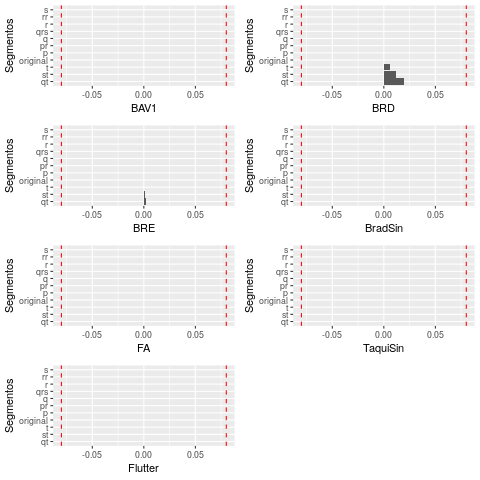 Segmentos
s
rr
r
qrs
q
pr
p
original
t
st
qt
-0.05 0.00 0.05
BAV1
Segmentos
s
rr
r
qrs
q
pr
p
original
t
st
qt
-0.05 0.00 0.05
BRD
Segmentos
s
rr
r
qrs
q
pr
p
original
t
st
qt
-0.05 0.00 0.05
BRE
Segmentos
s
rr
r
qrs
q
pr
p
original
t
st
qt
-0.05 0.00 0.05
BradSin
Segmentos
s
rr
r
qrs
q
pr
p
original
t
st
qt
-0.05 0.00 0.05
FA
Segmentos
s
rr
r
qrs
q
pr
p
original
t
st
qt
-0.05 0.00 0.05
TaquiSin
Segmentos
s
rr
r
qrs
q
pr
p
original
t
st
qt
-0.05 0.00 0.05
Flutter